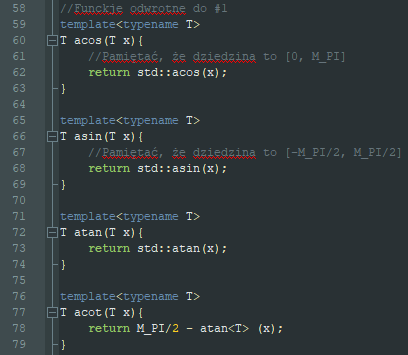 58 //Funckje odwrotne do #1
59 template<typename T>
60 T acos(T x){
61 //Pamiętać, że dziedzina to [0, M_PI]
62 return std::acos(x);
63 }
64
65 template<typename T>
66 T asin(T x){
67 //Pamiętać, że dziedzina to [-M_PI/2, M_PI/2]
68 return std::asin(x);
69 }
70
71 template<typename T>
72 T atan(T x){
73 return std::atan(x);
74 }
75
76 template<typename T>
77 T acot(T x){
78 return M_PI/2 - atan<T> (x);
79 }